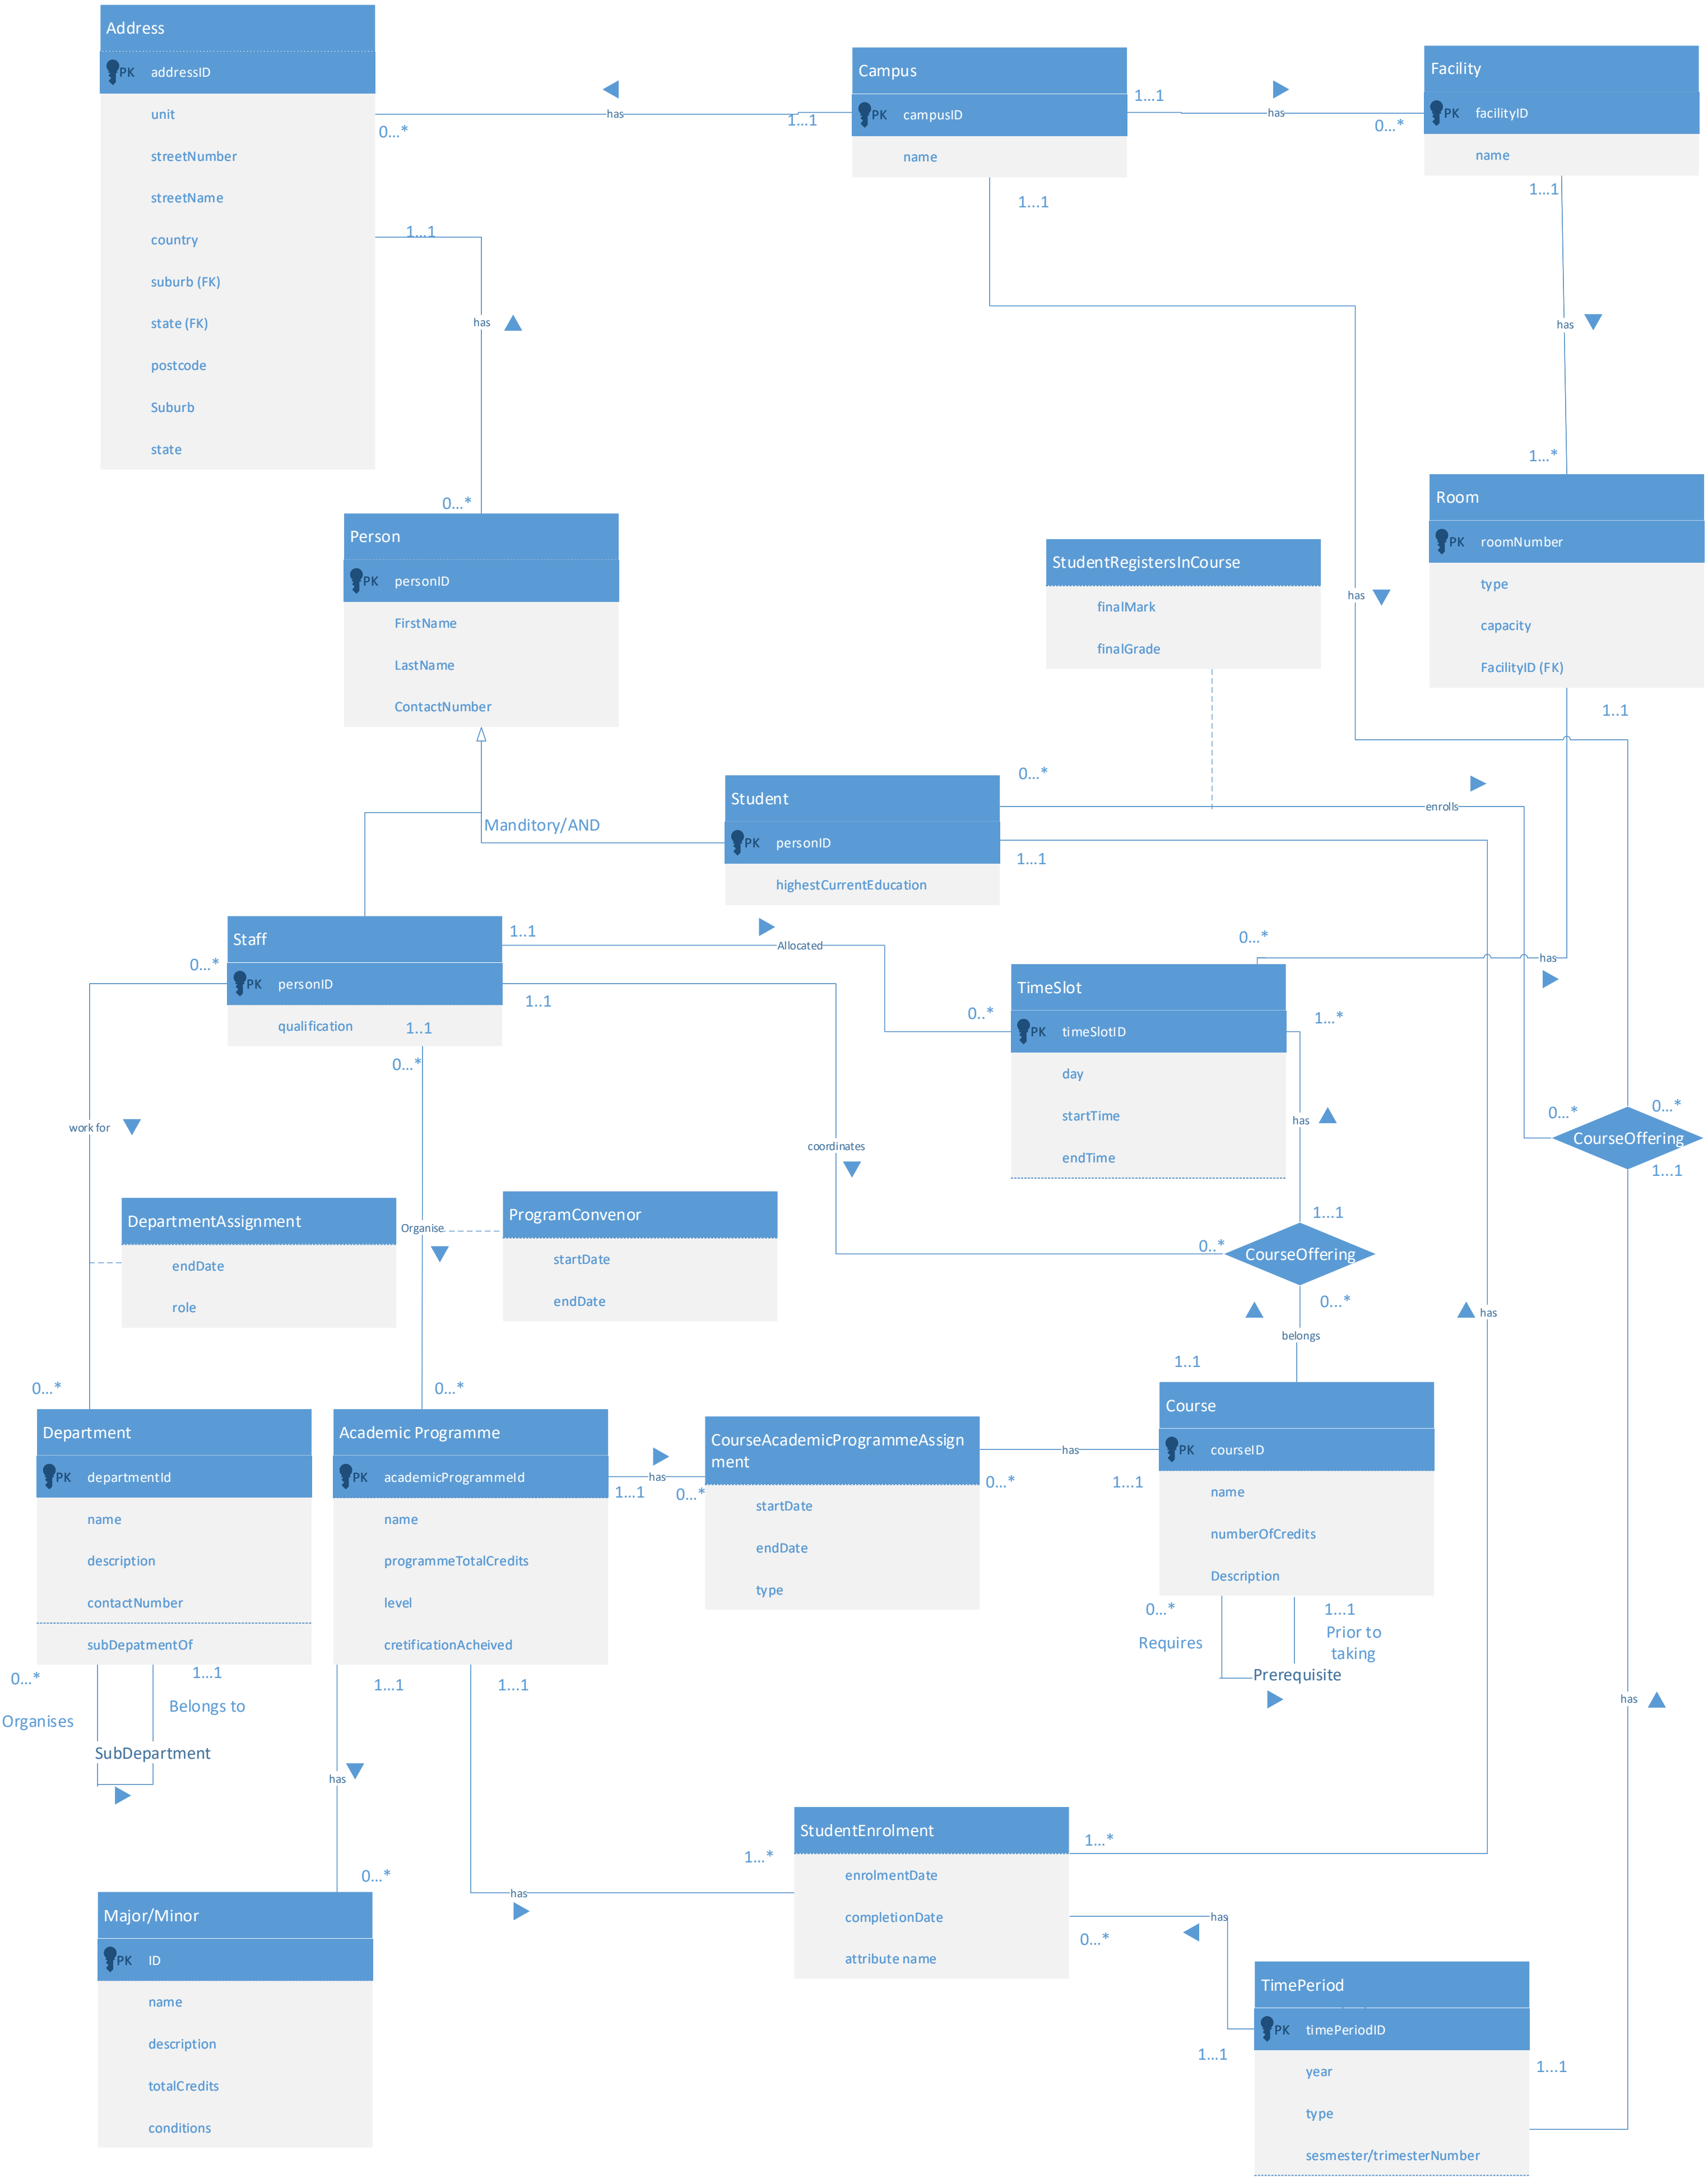 Address
PK addressID
unit
streetNumber
streetName
country
suburb (FK)
state (FK)
postcode
Suburb
state
has
0...*
1...1
Campus
PK campusID
name
1...1
has
0...*
Facility
PK facilityID
name
1...1
1...1
1...1
has
has
1...*
0...*
Person
PK personID
FirstName
LastName
ContactNumber
Room
PK roomNumber
type
capacity
FacilityID (FK)
1...1
StudentRegistersInCourse
finalMark
finalGrade
has
Manditory/AND
Student
PK personID
highestCurrentEducation
0...*
1...1
enrolls
Staff
PK personID
qualification
1...1
0...*
1...1
1...1
0...*
Allocated
0...*
has
TimeSlot
PK timeSlotID
day
startTime
endTime
0...*
1...*
has
work for
coordinates
0...*
0...*
CourseOffering
1...1
DepartmentAssignment
endDate
role
Organise
ProgramConvenor
startDate
endDate
1...1
0...*
CourseOffering
0...*
belongs
has
1...1
0...*
0...*
Department
PK departmentId
name
description
contactNumber
subDepatmentOf
Academic Programme
PK academicProgrammeId
name
programmeTotalCredits
level
cretificationAcheived
has
1...1
0...*
CourseAcademicProgrammeAssign
ment
startDate
endDate
type
has
0...*
1...1
Course
PK courseID
name
numberOfCredits
Description
0...*
Requires
1...1
Prior to
taking
Prerequisite
0...*
Organises
1...1
Belongs to
SubDepartment
1...1
1...1
has
has
has
0...*
1...*
1...*
StudentEnrolment
enrolmentDate
completionDate
attribute name
has
0...*
Major/Minor
PK ID
name
description
totalCredits
conditions
TimePeriod
PK timePeriodID
year
type
sesmester/trimesterNumber
1...1
1...1